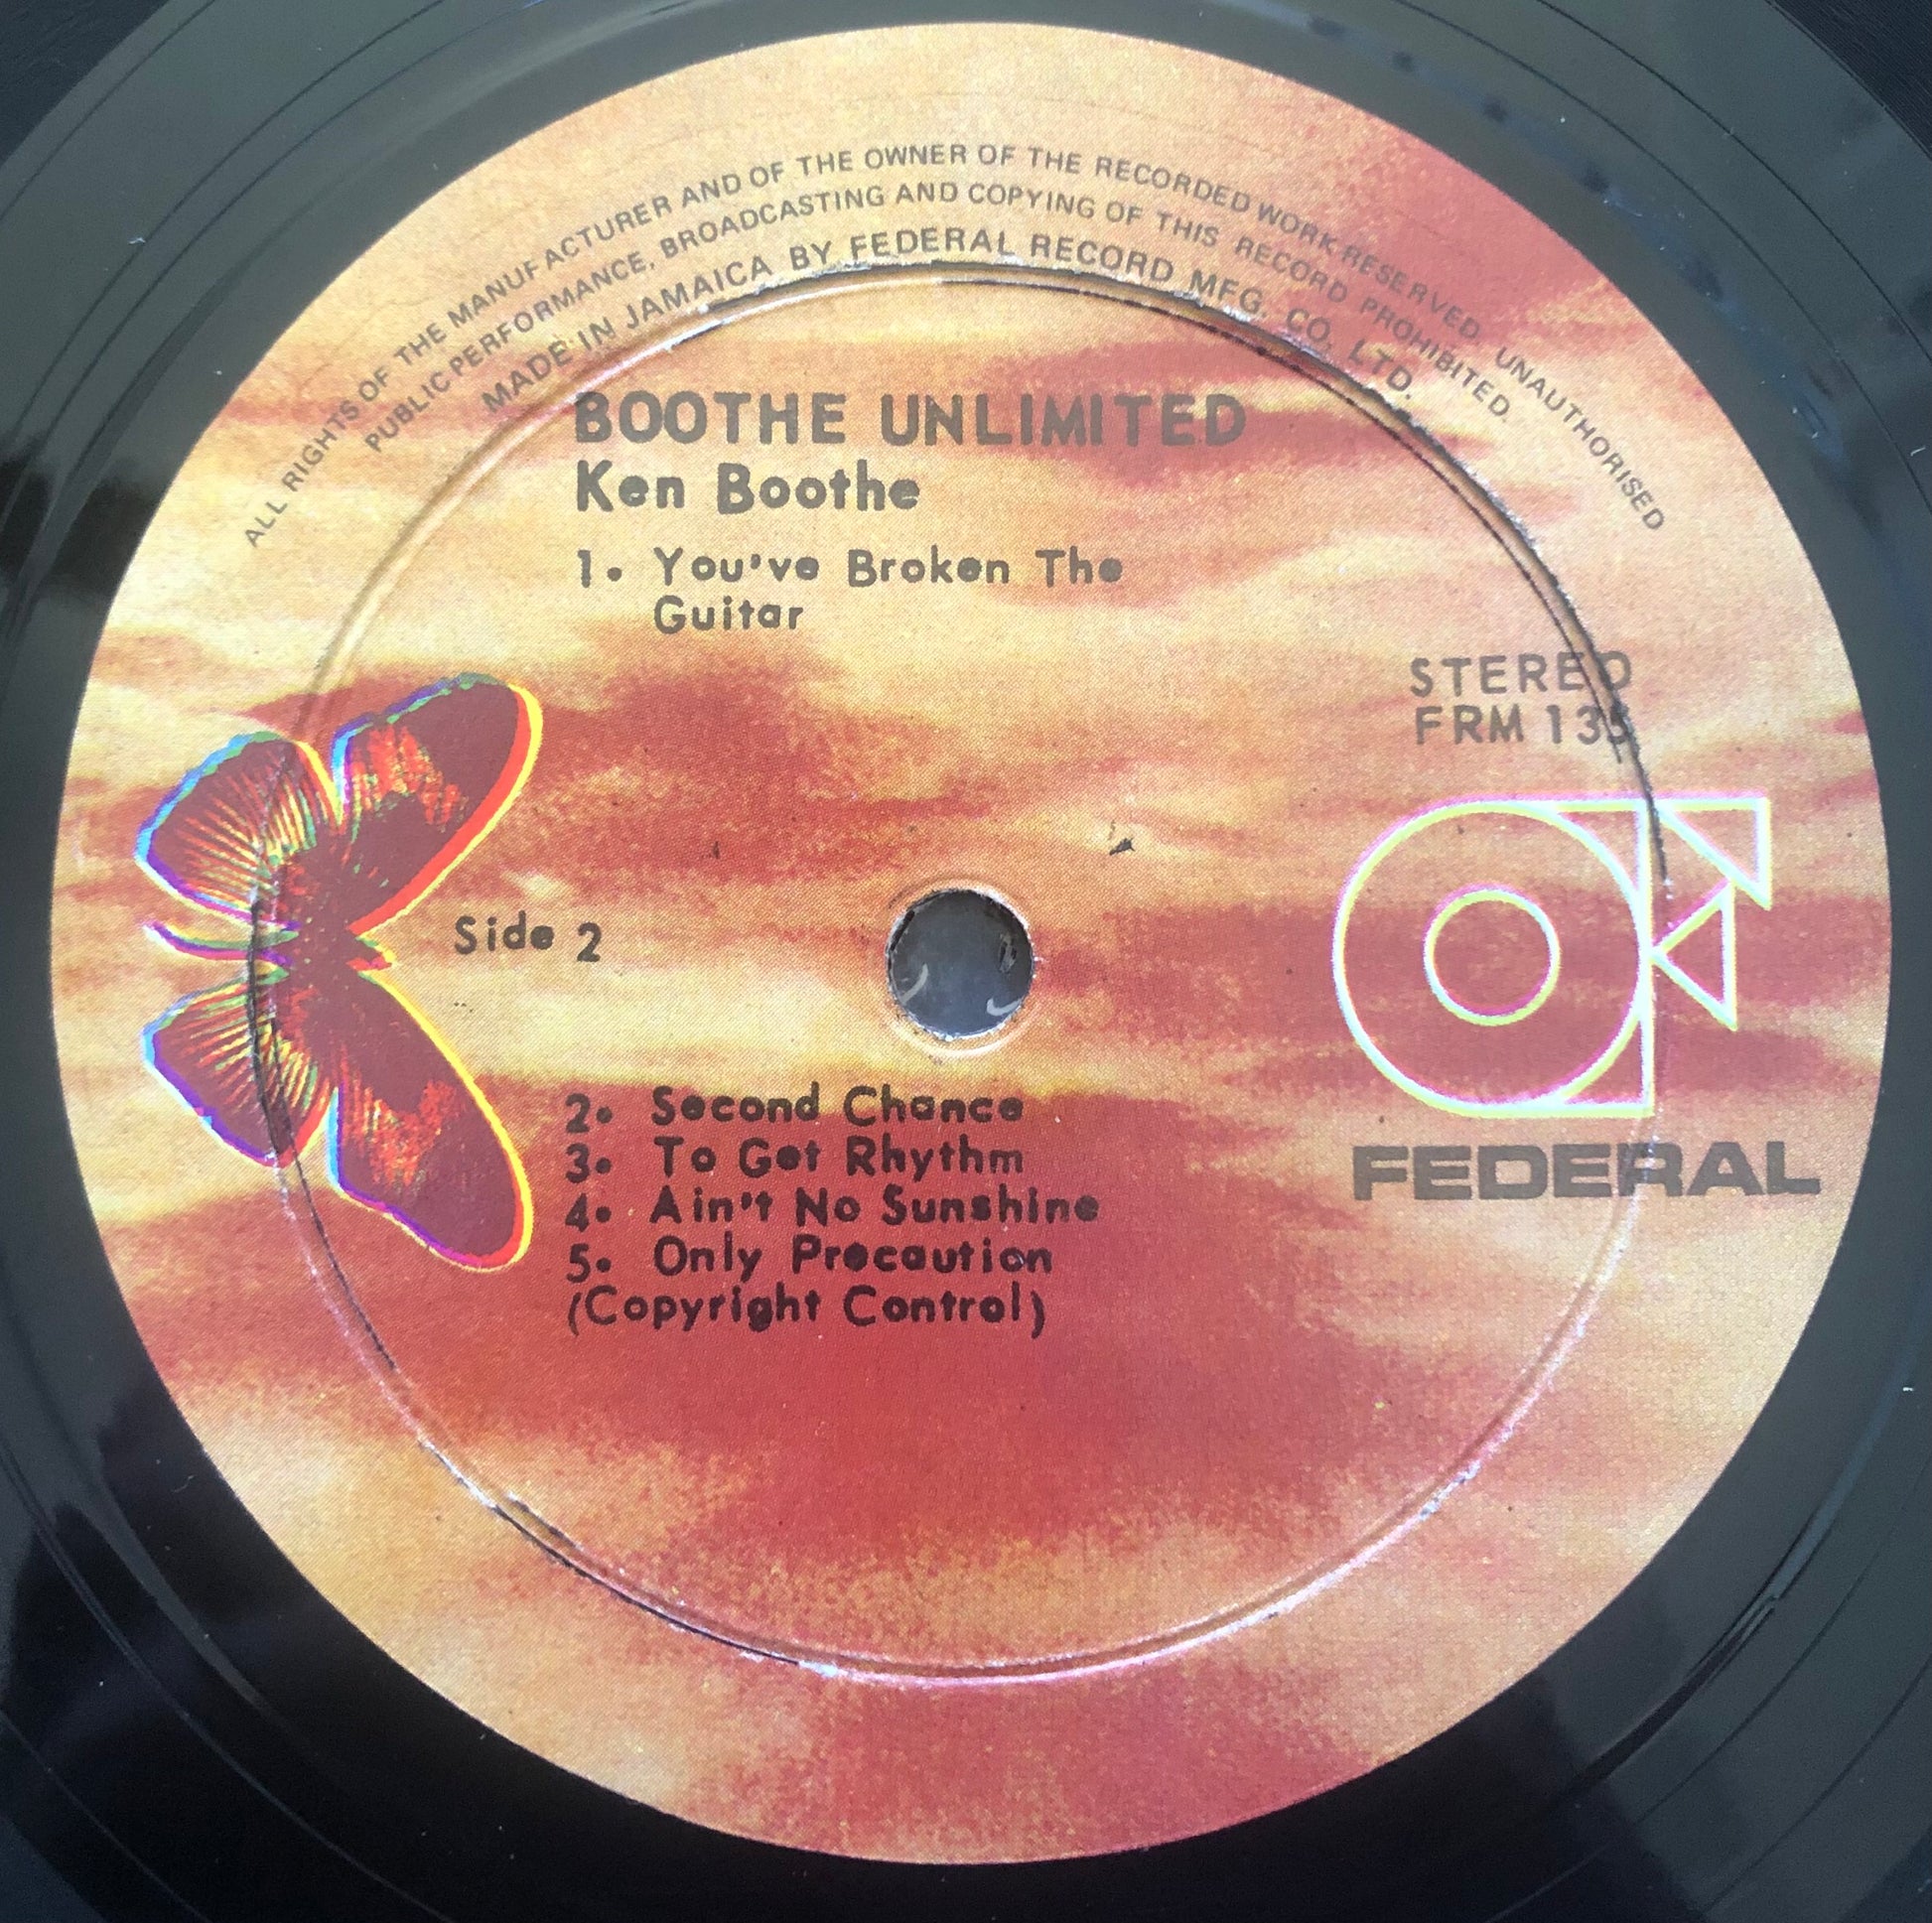 ALL RIGHTS OF THE MANUFACTURER AND OF THE OWNER OF THE RECORDED WORK RESERVED. UNAUTHORISED
PUBLIC PERFORMANCE, BROADCASTING AND COPYING OF THIS RECORD PROHIBITED.
MADE IN JAMAICA BY FEDERAL RECORD MFG. CO. LTD.
BOOTHE UNLIMITED
Ken Boothe
1. You've Broken The
Guitar
STEREO
FRM 135
Side 2
2. Second Chance
3. To Get Rhythm
4. Ain't No Sunshine
5. Only Precaution
(Copyright Control)
FEDERAL